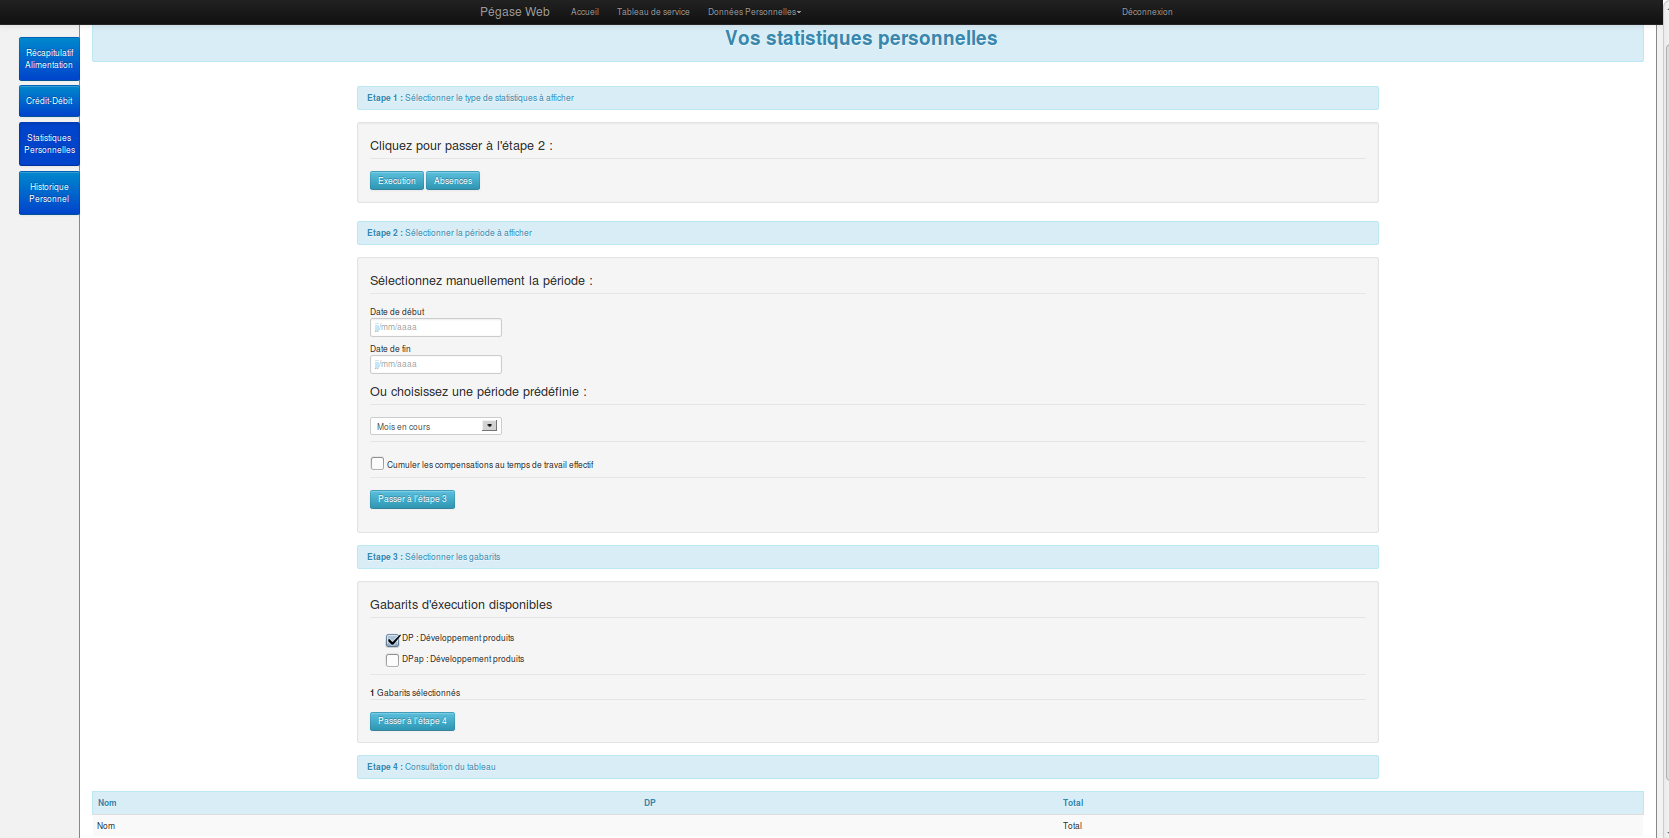 Pégase Web Accueil Tableau de service Données Personnelles Déconnexion
Vos statistiques personnelles
Récapitulatif
Alimentation
Crédit-Débit
Statistiques
Personnelles
Historique
Personnel
Etape 1 : Sélectionner le type de statistiques à afficher
Cliquez pour passer à l'étape 2 :
Execution Absences
Etape 2 : Sélectionner la période à afficher
Sélectionnez manuellement la période :
Date de début
jj/mm/aaaa
Date de fin
jj/mm/aaaa
Ou choisissez une période prédéfinie :
Mois en cours
Cumuler les compensations au temps de travail effectif
Passer à l'étape 3
Etape 3 : Sélectionner les gabarits
Gabarits d'éxecution disponibles
DP : Développement produits
DPap : Développement produits
1 Gabarits sélectionnés
Passer à l'étape 4
Etape 4 : Consultation du tableau
Nom DP Total
Nom Total